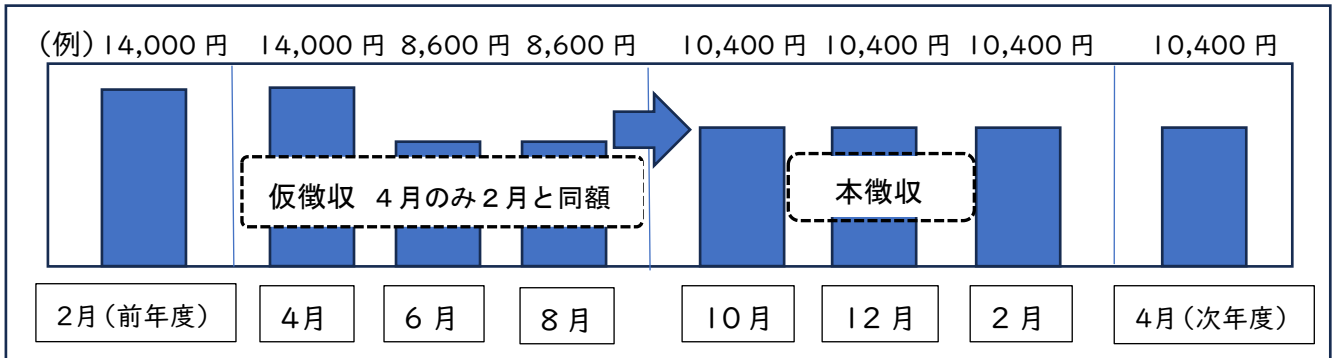 (例) 14,000 円 14,000 円 8,600 円 8,600 円 10,400 円 10,400 円 10,400 円 10,400 円
仮徴収 4月のみ2月と同額
本徴収
2月(前年度) 4月 6月 8月 10月 12月 2月 4月(次年度)